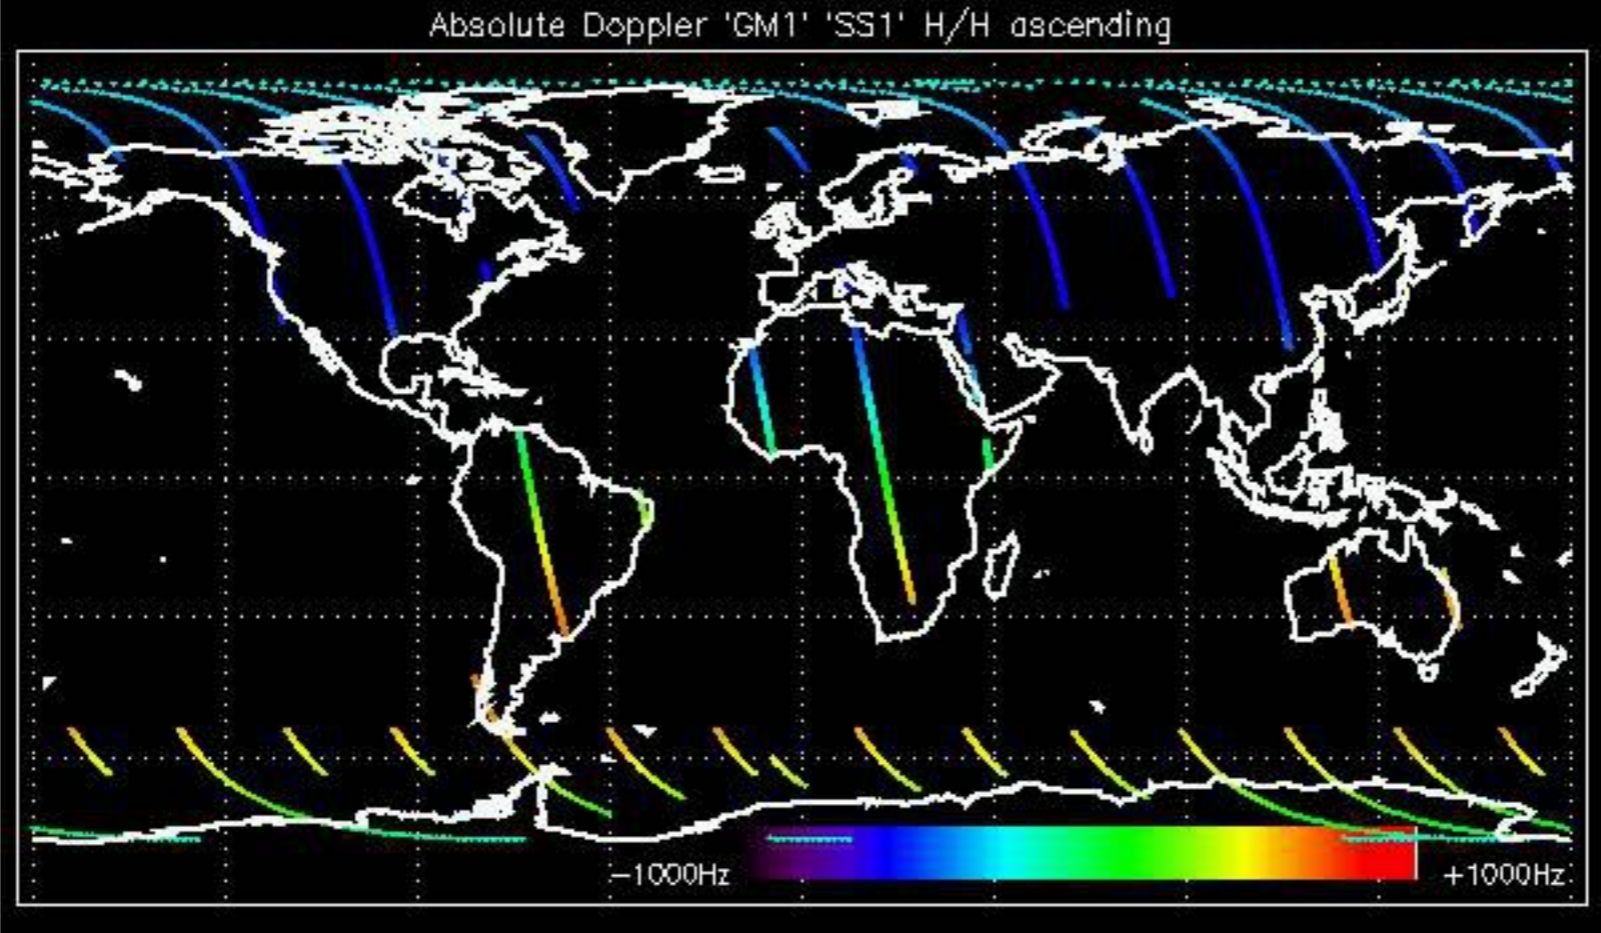 Absolute Doppler 'GM1' 'SS1' H/H ascending
−1000Hz +1000Hz